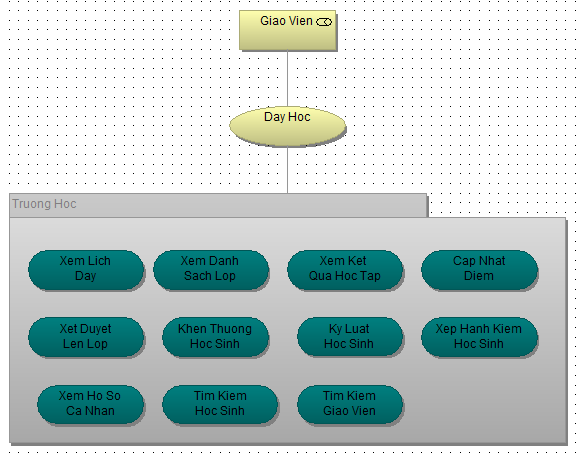 Giao Vien
Day Hoc
Truong Hoc
Xem Lich
Day
Xem Danh
Sach Lop
Xem Ket
Qua Hoc Tap
Cap Nhat
Diem
Xet Duyet
Len Lop
Khen Thuong
Hoc Sinh
Ky Luat
Hoc Sinh
Xep Hanh Kiem
Hoc Sinh
Xem Ho So
Ca Nhan
Tim Kiem
Hoc Sinh
Tim Kiem
Giao Vien